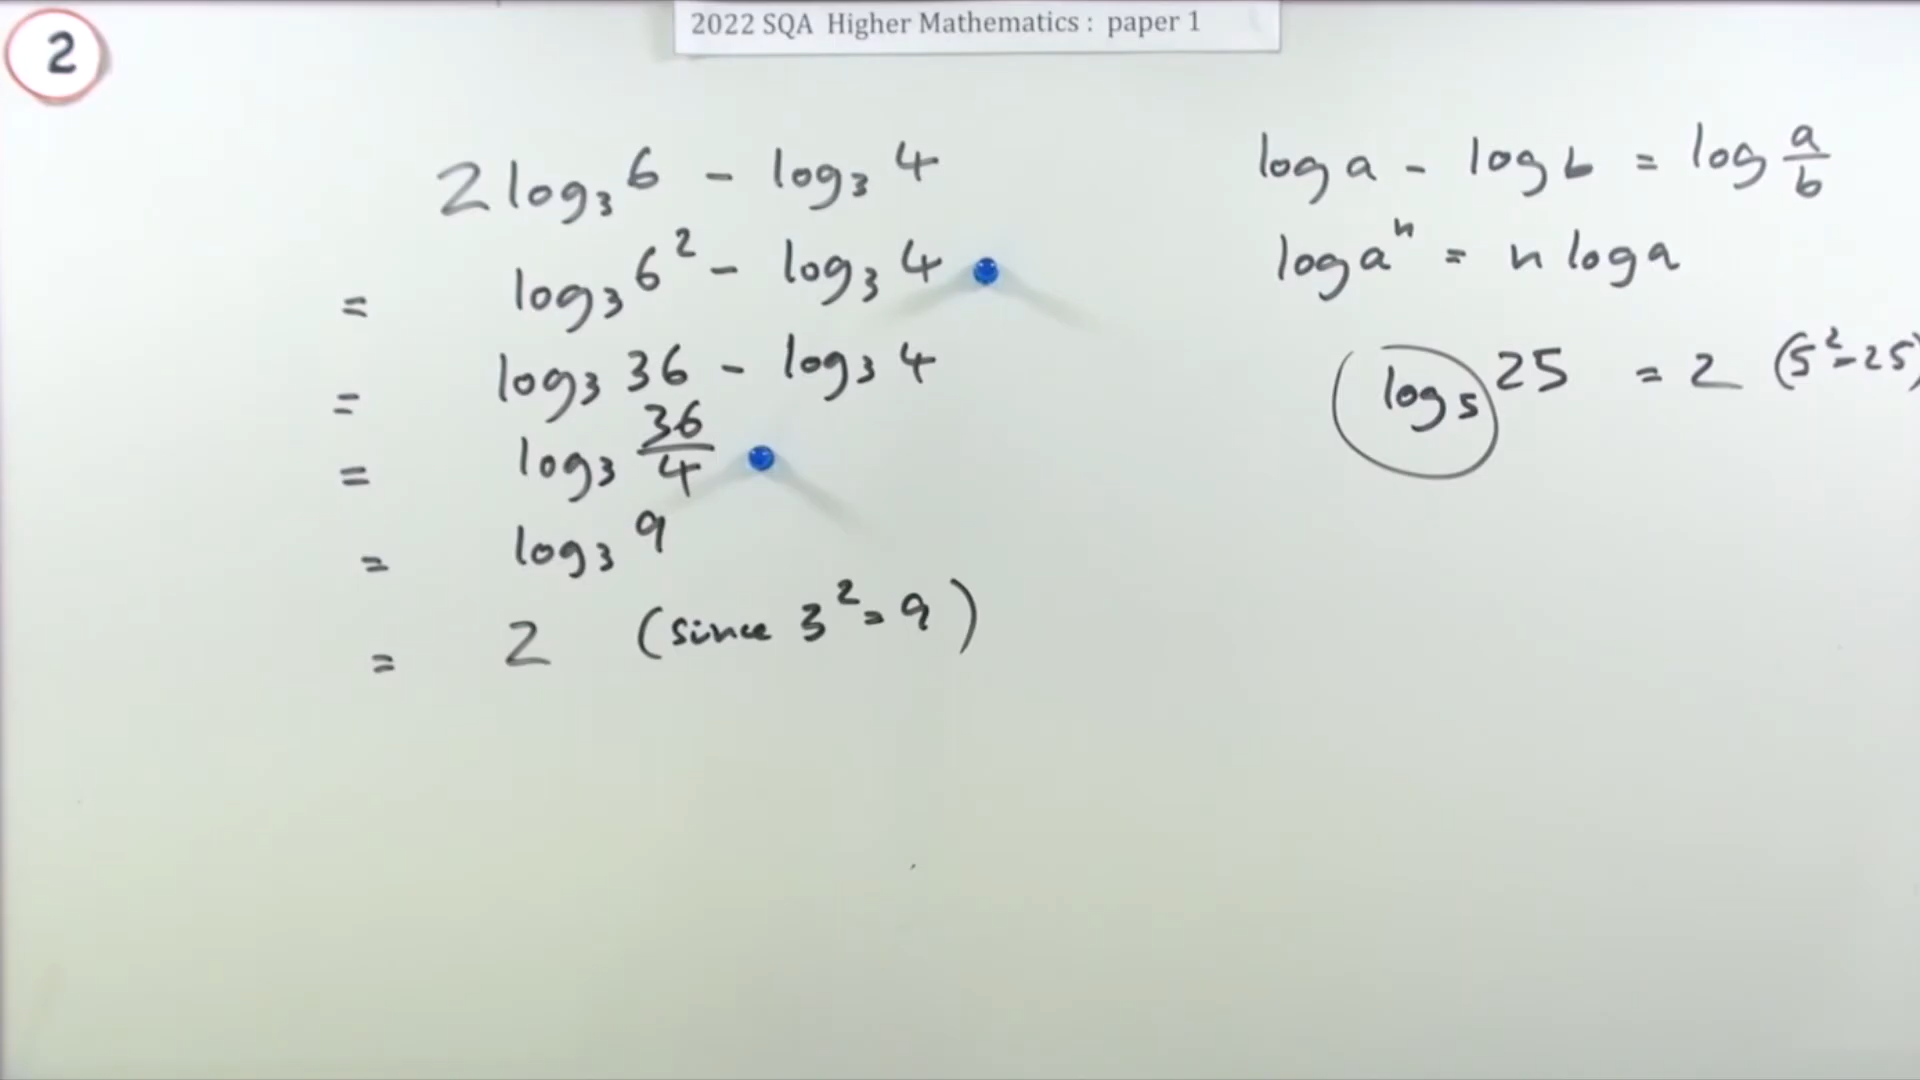 2
2022 SQA Higher Mathematics : paper 1
2 log₃ 6 - log₃ 4
= log₃ 6² - log₃ 4
= log₃ 36 - log₃ 4
= log₃ 36/4
= log₃ 9
= 2 (since 3² = 9)
log a - log b = log a/b
log aⁿ = n log a
log₅ 25 = 2 (5² = 25)